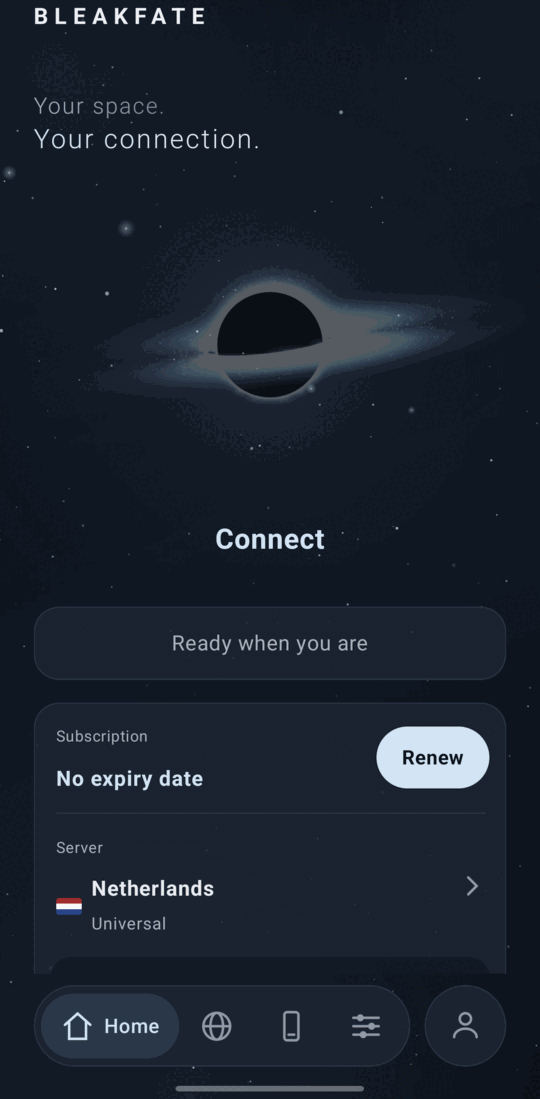 BLEAKFATE
Your space.
Your connection.
Connect
Ready when you are
Subscription
No expiry date
Renew
Server
Netherlands
Universal
Home